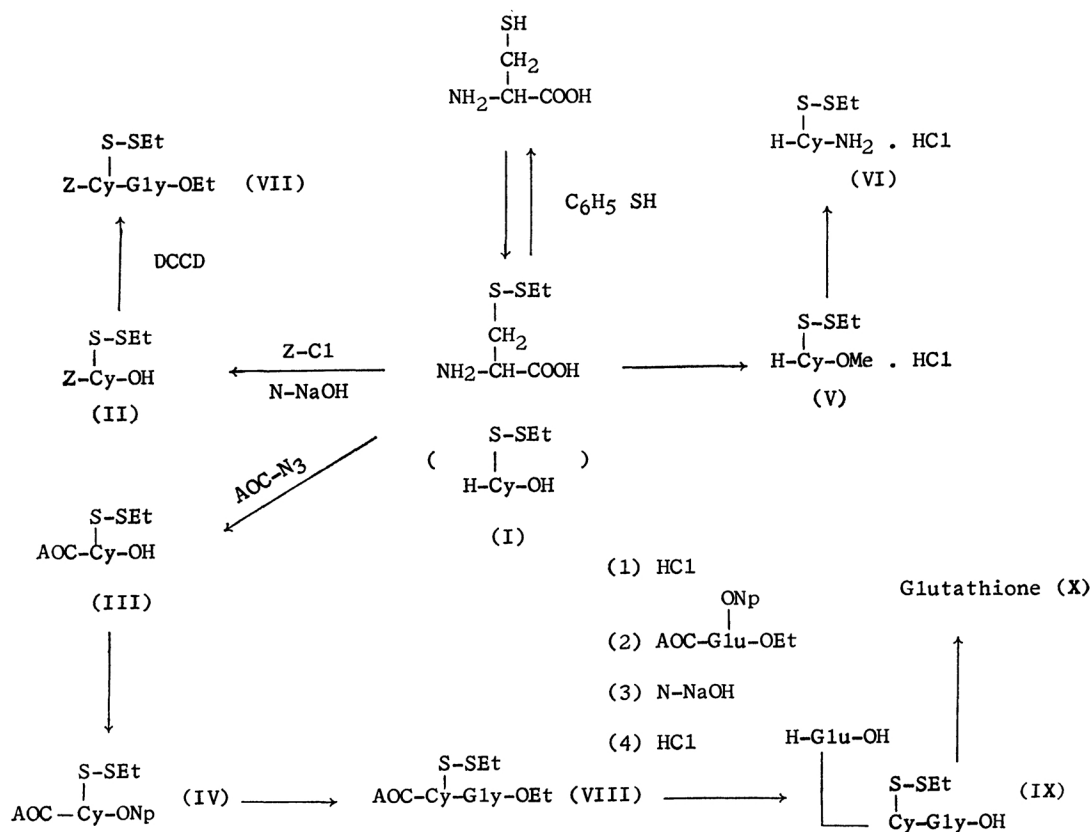 SH
CH2
NH2-CH-COOH
S-SEt
Z-Cy-Gly-OEt (VII)
S-SEt
H-Cy-NH2 . HCl
(VI)
C6H5 SH
DCCD
S-SEt
CH2
NH2-CH-COOH
S-SEt
Z-Cy-OH
(II)
Z-Cl
N-NaOH
S-SEt
H-Cy-OMe . HCl
(V)
( S-SEt )
H-Cy-OH
(I)
AOC-N3
S-SEt
AOC-Cy-OH
(III)
(1) HCl
ONp
(2) AOC-Glu-OEt
(3) N-NaOH
(4) HCl
Glutathione (X)
S-SEt
AOC-Cy-ONp (IV)
S-SEt
AOC-Cy-Gly-OEt (VIII)
H-Glu-OH
S-SEt (IX)
Cy-Gly-OH